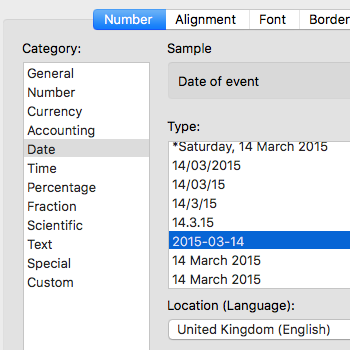 Number Alignment Font Border
Category:
General
Number
Currency
Accounting
Date
Time
Percentage
Fraction
Scientific
Text
Special
Custom
Sample
Date of event
Type:
*Saturday, 14 March 2015
14/03/2015
14/03/15
14/3/15
14.3.15
2015-03-14
14 March 2015
14 March 2015
Location (Language):
United Kingdom (English)